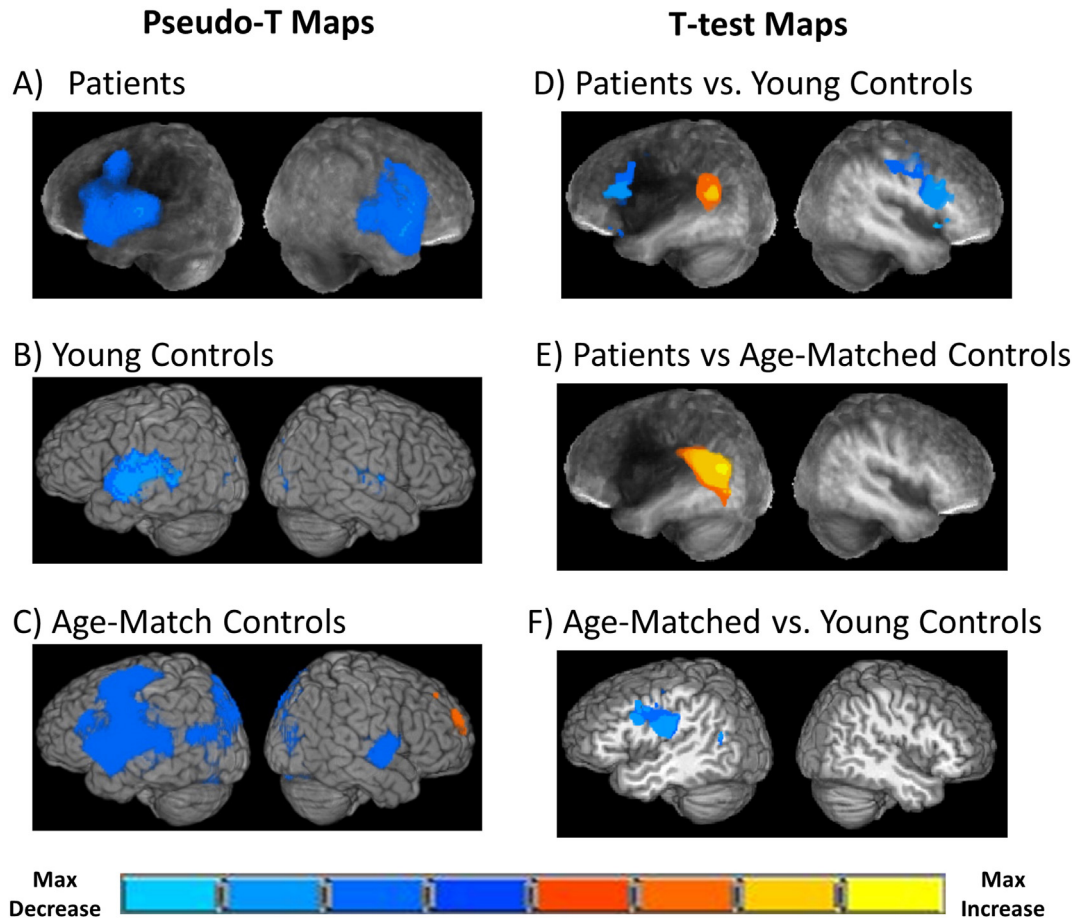 Pseudo-T Maps
T-test Maps
A) Patients
D) Patients vs. Young Controls
B) Young Controls
E) Patients vs Age-Matched Controls
C) Age-Match Controls
F) Age-Matched vs. Young Controls
Max
Decrease
Max
Increase